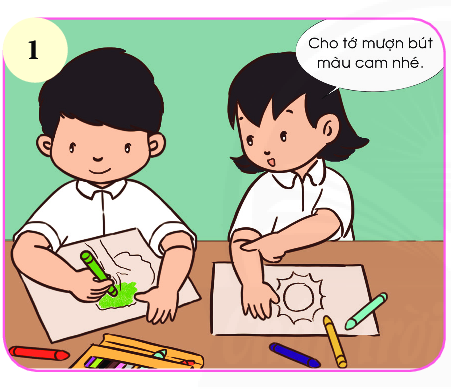 1
Cho tớ mượn bút
màu cam nhé.